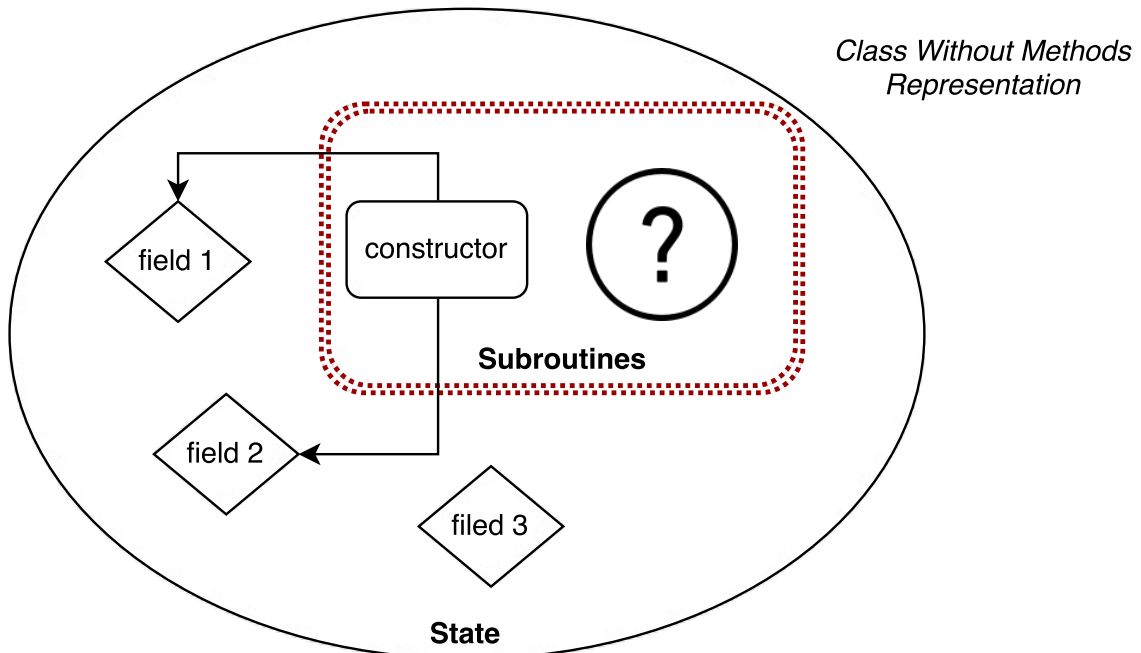 Class Without Methods
Representation
field 1
constructor
?
Subroutines
field 2
filed 3
State